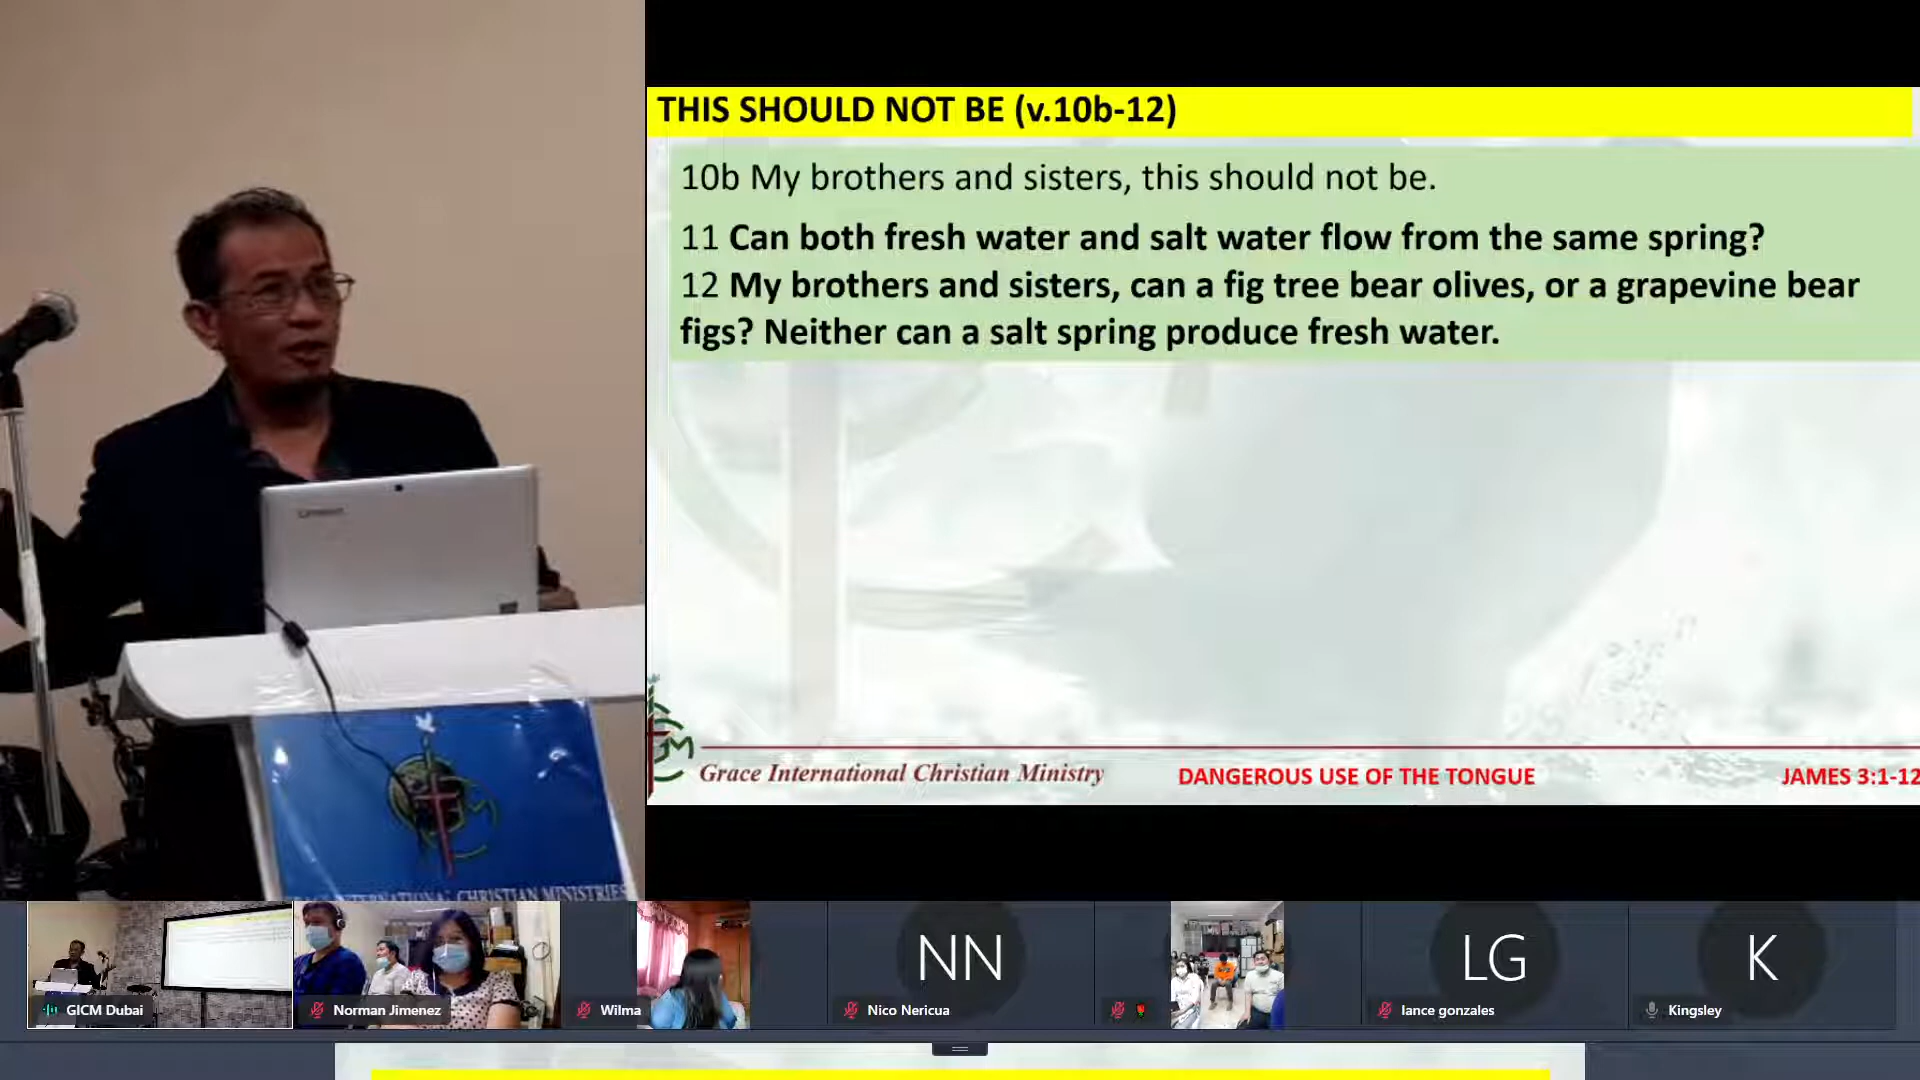 THIS SHOULD NOT BE (v.10b-12)
10b My brothers and sisters, this should not be.
11 Can both fresh water and salt water flow from the same spring?
12 My brothers and sisters, can a fig tree bear olives, or a grapevine bear
figs? Neither can a salt spring produce fresh water.
Grace International Christian Ministry
DANGEROUS USE OF THE TONGUE
JAMES 3:1-12
INTERNATIONAL CHRISTIAN MINISTRIES
GICM Dubai
Norman Jimenez
Wilma
NN
Nico Nericua
LG
lance gonzales
K
Kingsley